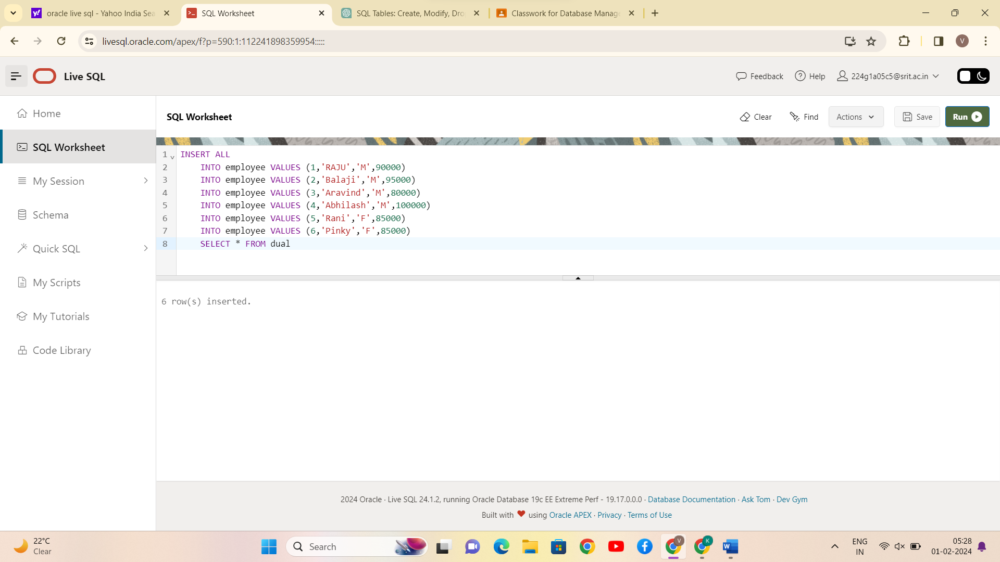 oracle live sql - Yahoo India Sea
SQL Worksheet
SQL Tables: Create, Modify, Dro
Classwork for Database Manage
livesql.oracle.com/apex/f?p=590:1:112241898359954:::::
V
Live SQL
Feedback
Help
224g1a05c5@srit.ac.in
Home
SQL Worksheet
My Session
Schema
Quick SQL
My Scripts
My Tutorials
Code Library
SQL Worksheet
Clear
Find
Actions
Save
Run
1 INSERT ALL
2 INTO employee VALUES (1,'RAJU','M',90000)
3 INTO employee VALUES (2,'Balaji','M',95000)
4 INTO employee VALUES (3,'Aravind','M',80000)
5 INTO employee VALUES (4,'Abhilash','M',100000)
6 INTO employee VALUES (5,'Rani','F',85000)
7 INTO employee VALUES (6,'Pinky','F',85000)
8 SELECT * FROM dual
6 row(s) inserted.
2024 Oracle · Live SQL 24.1.2, running Oracle Database 19c EE Extreme Perf - 19.17.0.0.0 · Database Documentation · Ask Tom · Dev Gym
Built with ❤ using Oracle APEX · Privacy · Terms of Use
22°C
Clear
Search
V
K
W
ENG
IN
05:28
01-02-2024